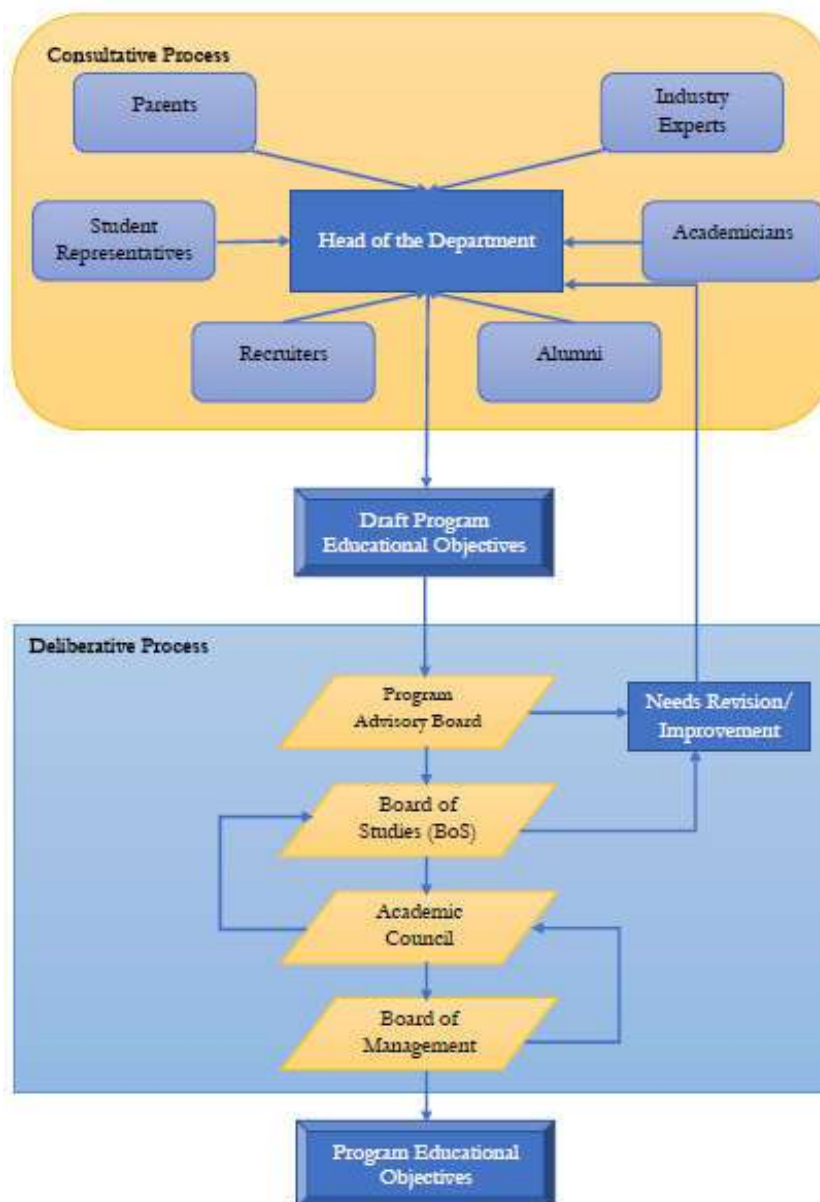 Consultative Process
Parents
Industry
Experts
Student
Representatives
Head of the Department
Academicians
Recruiters
Alumni
Draft Program
Educational Objectives
Deliberative Process
Program
Advisory Board
Needs Revision/
Improvement
Board of
Studies (BoS)
Academic
Council
Board of
Management
Program Educational
Objectives